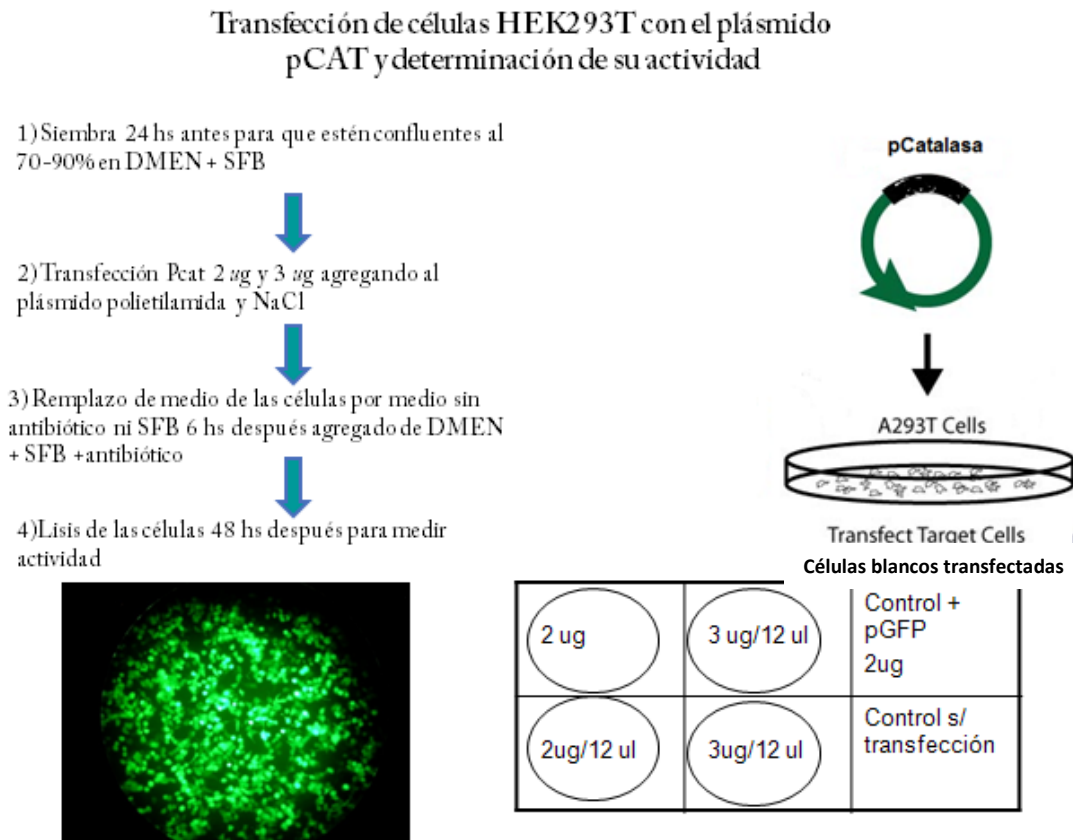 Transfección de células HEK293T con el plásmido
pCAT y determinación de su actividad
1) Siembra 24 hs antes para que estén confluentes al
70-90% en DMEN + SFB
2) Transfección Pcat 2 ug y 3 ug agregando al
plásmido polietilamida y NaCl
3) Remplazo de medio de las células por medio sin
antibiótico ni SFB 6 hs después agregado de DMEN
+ SFB +antibiótico
4)Lisis de las células 48 hs después para medir
actividad
pCatalasa
A293T Cells
Transfect Target Cells
Células blancos transfectadas
2 ug
3 ug/12 ul
Control +
pGFP
2ug
2ug/12 ul
3ug/12 ul
Control s/
transfección